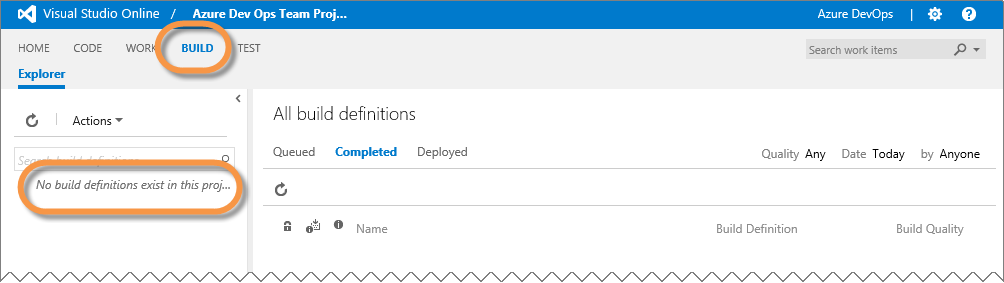 Visual Studio Online / Azure Dev Ops Team Proj... Azure DevOps | ?
HOME CODE WORK BUILD TEST Search work items
Explorer
Actions
All build definitions
Search build definitions
Queued Completed Deployed Quality Any Date Today by Anyone
No build definitions exist in this proj...
Name Build Definition Build Quality